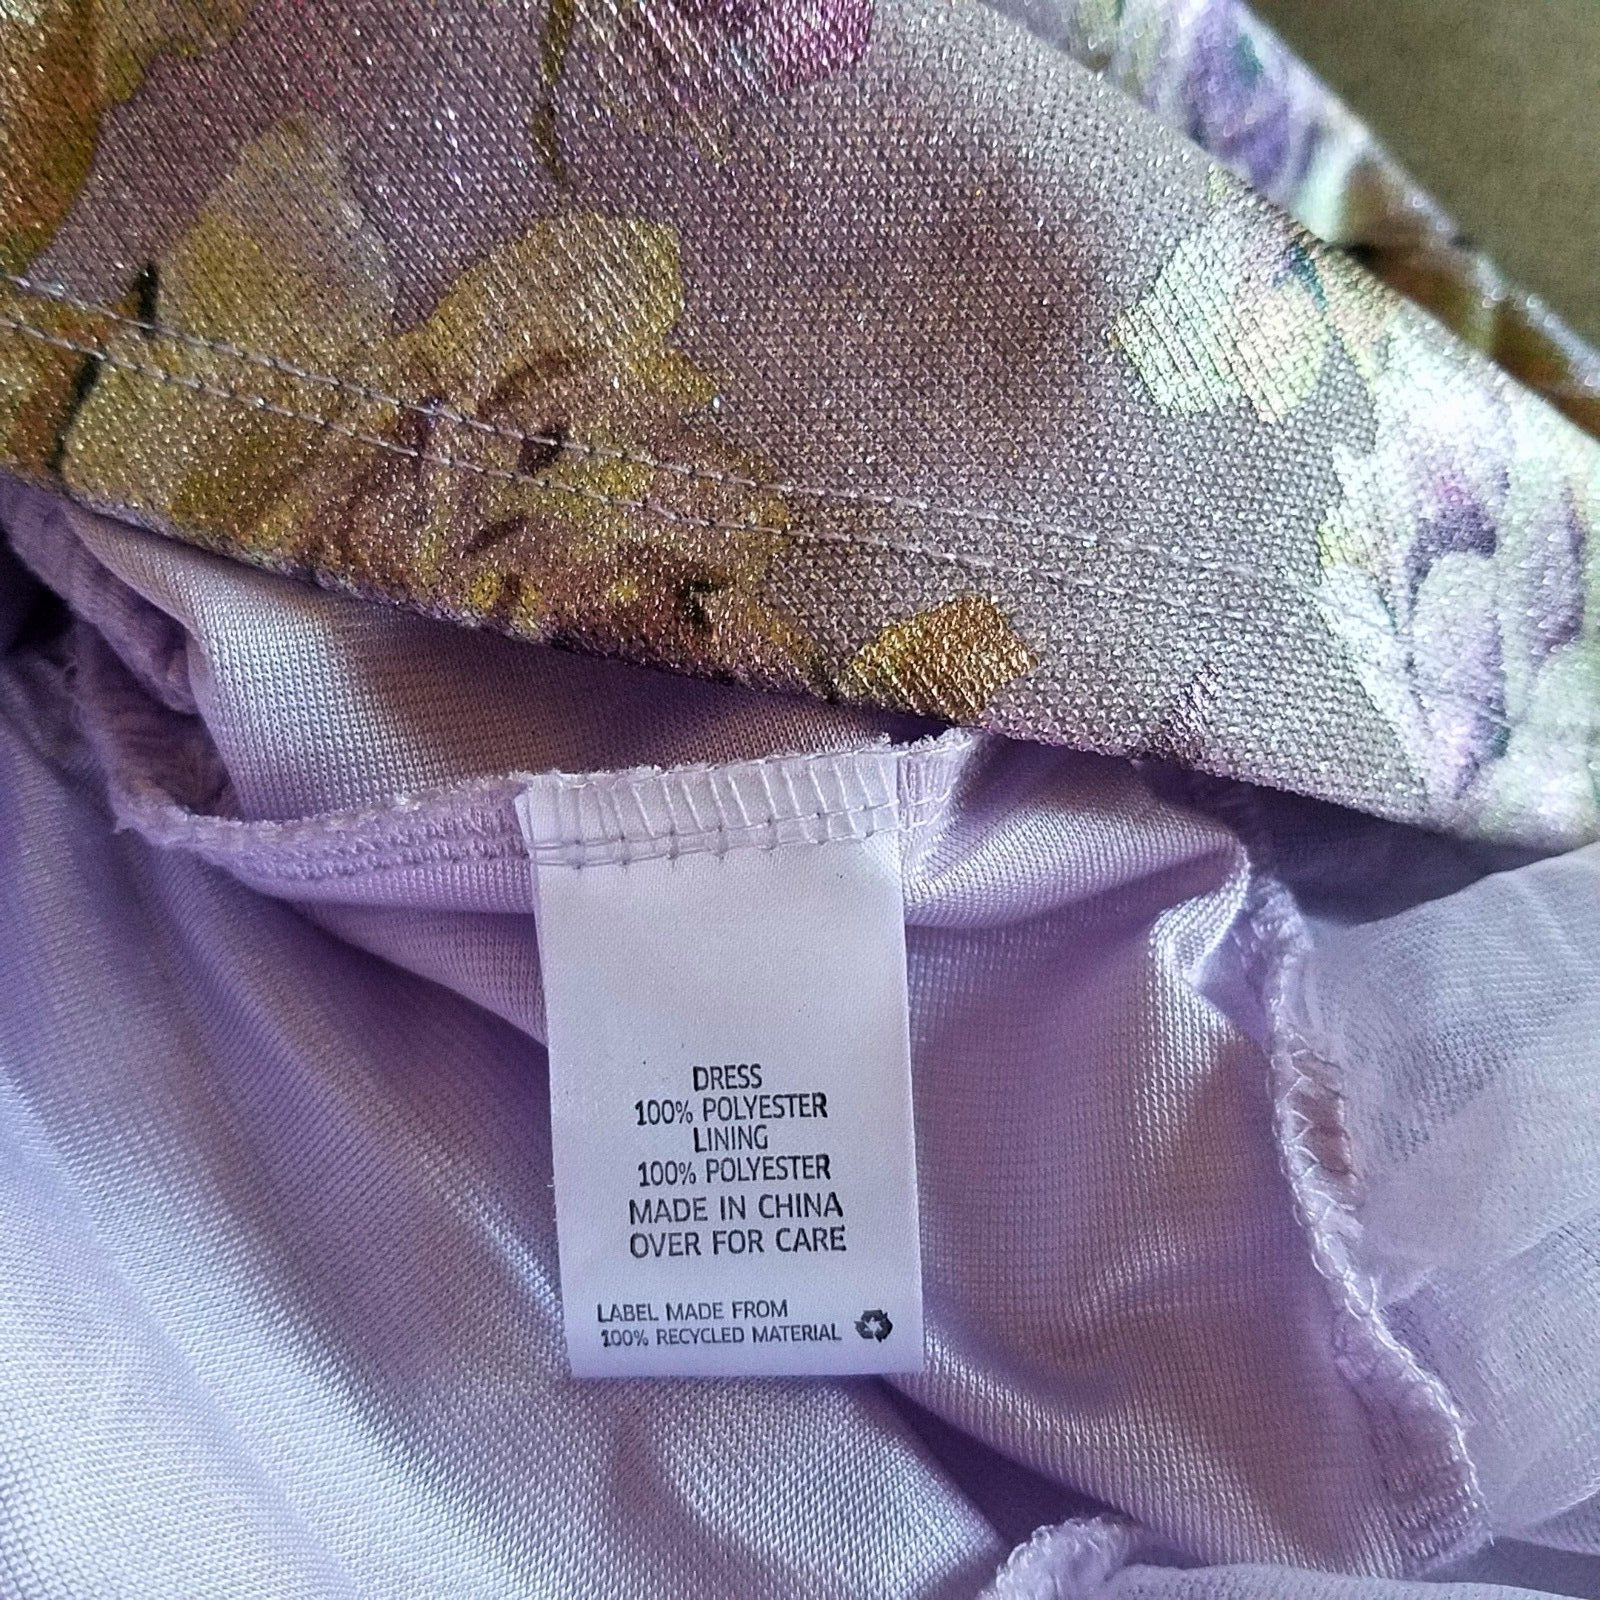 DRESS
100% POLYESTER
LINING
100% POLYESTER
MADE IN CHINA
OVER FOR CARE
LABEL MADE FROM
100% RECYCLED MATERIAL